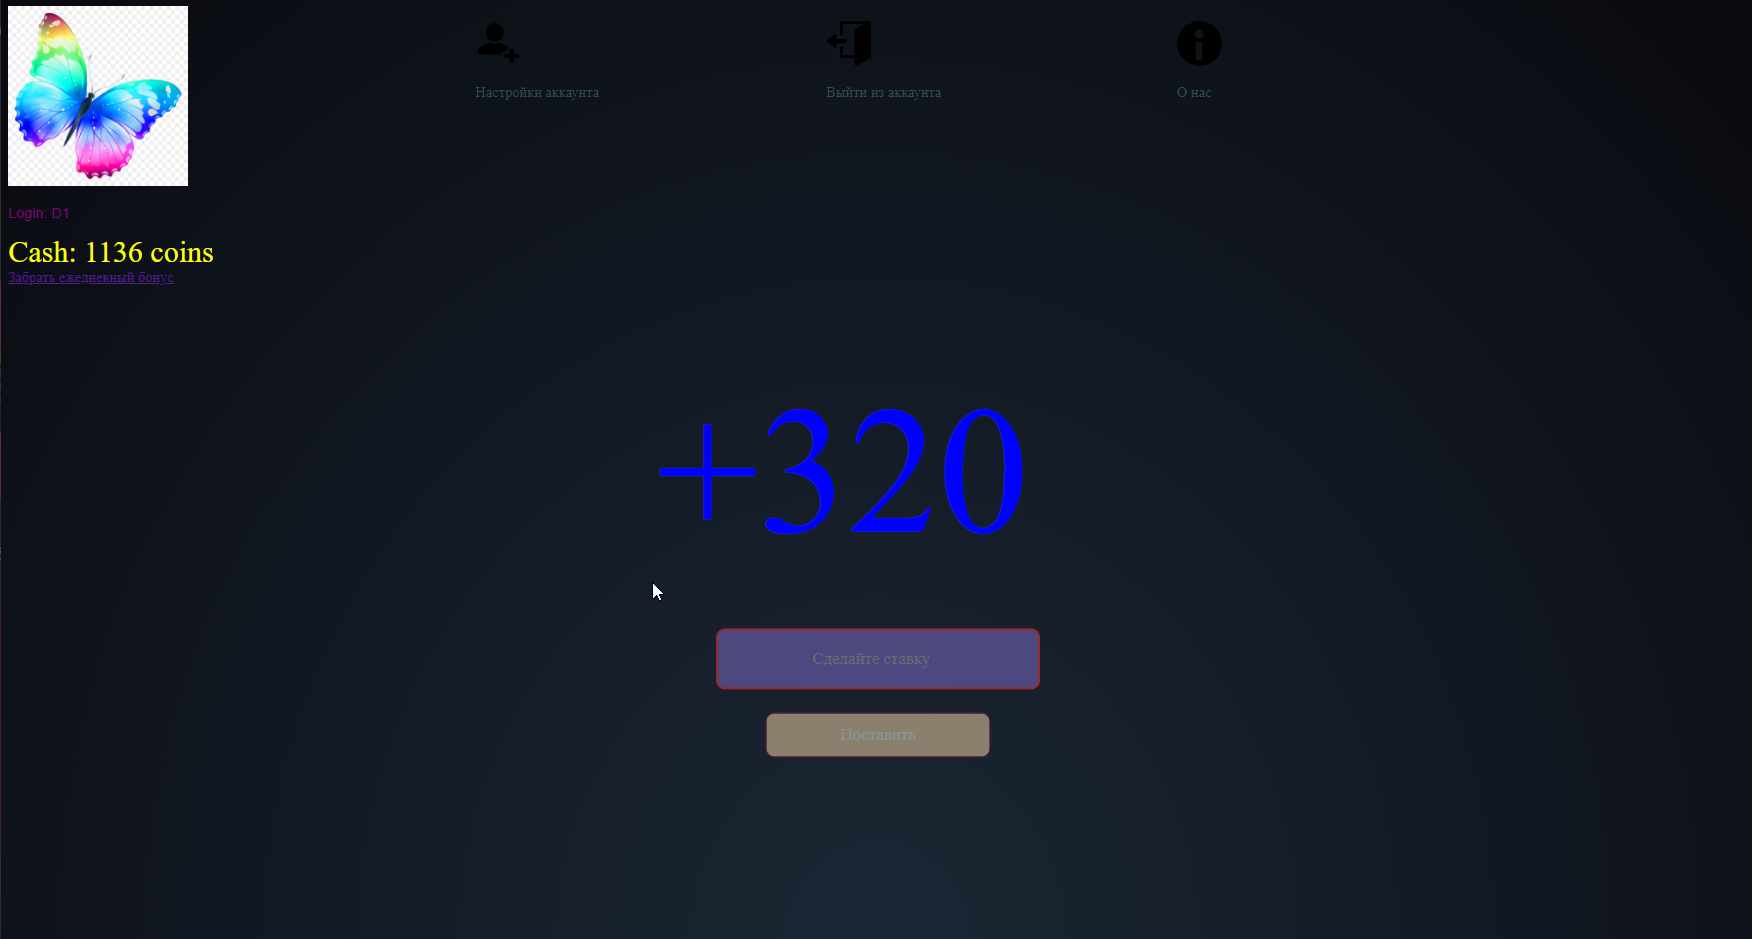 Настройки аккаунта
Выйти из аккаунта
О нас
Login: D1
Cash: 1136 coins
Забрать ежедневный бонус
+320
Сделайте ставку
Поставить